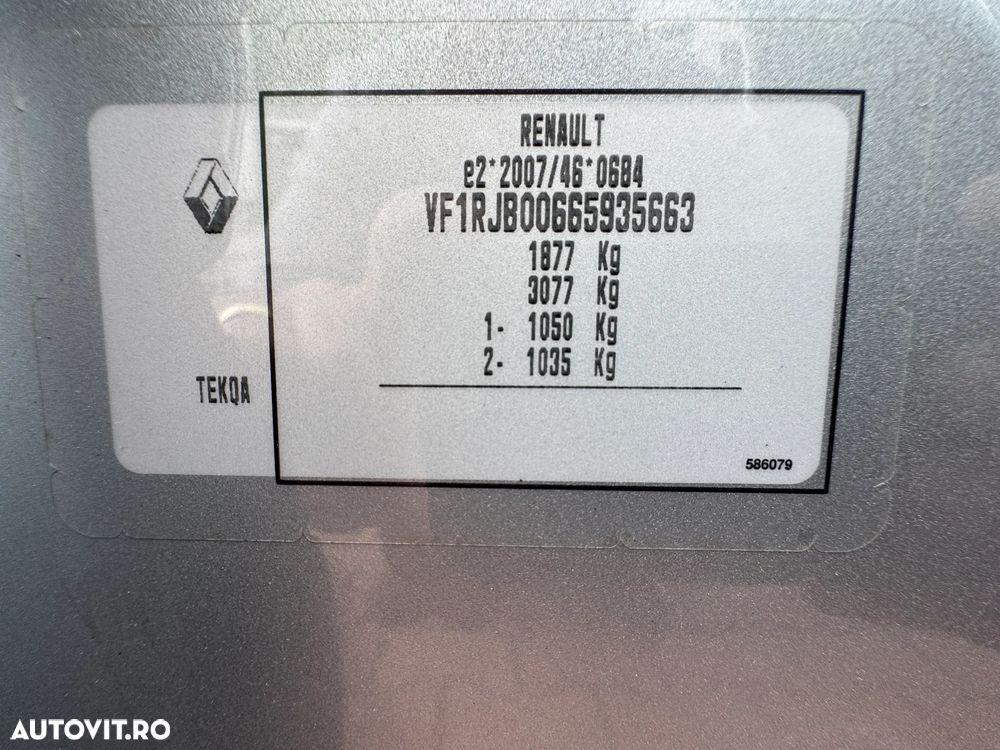 RENAULT
e2*2007/46*0684
VF1RJB00665935663
1877 Kg
3077 Kg
1- 1050 Kg
2- 1035 Kg
TEKQA
586079
AUTOVIT.RO